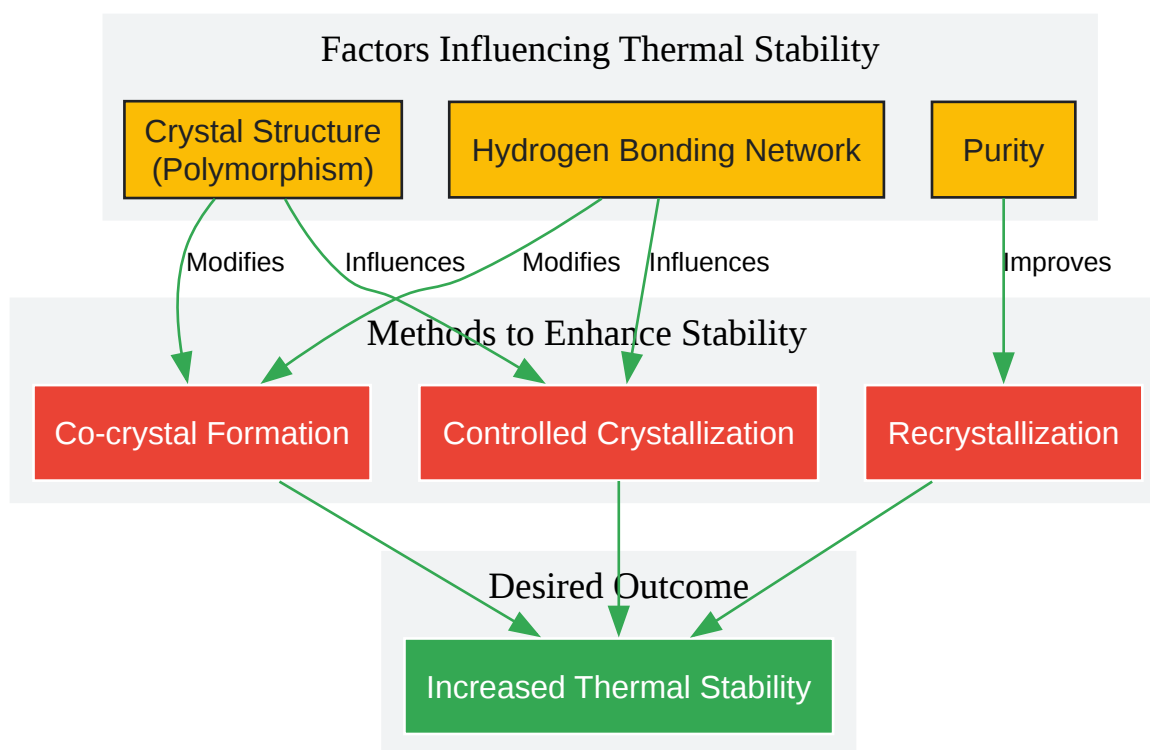 Factors Influencing Thermal Stability
Crystal Structure
(Polymorphism)
Hydrogen Bonding Network
Purity
Modifies
Influences
Modifies
Influences
Improves
Methods to Enhance Stability
Co-crystal Formation
Controlled Crystallization
Recrystallization
Desired Outcome
Increased Thermal Stability